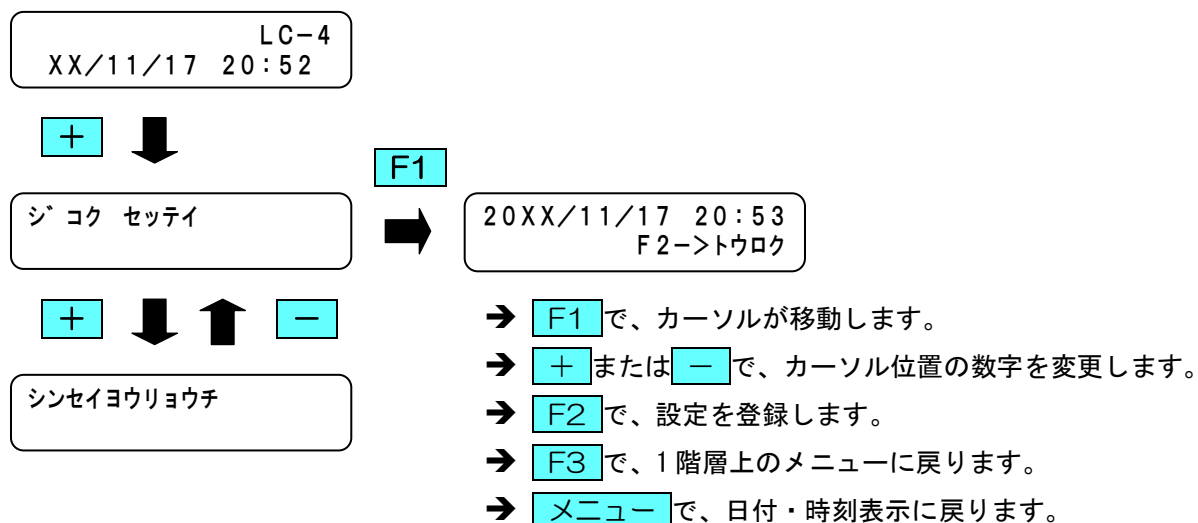 LC-4
XX/11/17 20:52
+
F1
ジコク セッテイ
20XX/11/17 20:53
F2->トウロク
+ -
シンセイヨウリョウチ
➔ F1 で、カーソルが移動します。
➔ + または - で、カーソル位置の数字を変更します。
➔ F2 で、設定を登録します。
➔ F3 で、1階層上のメニューに戻ります。
➔ メニュー で、日付・時刻表示に戻ります。